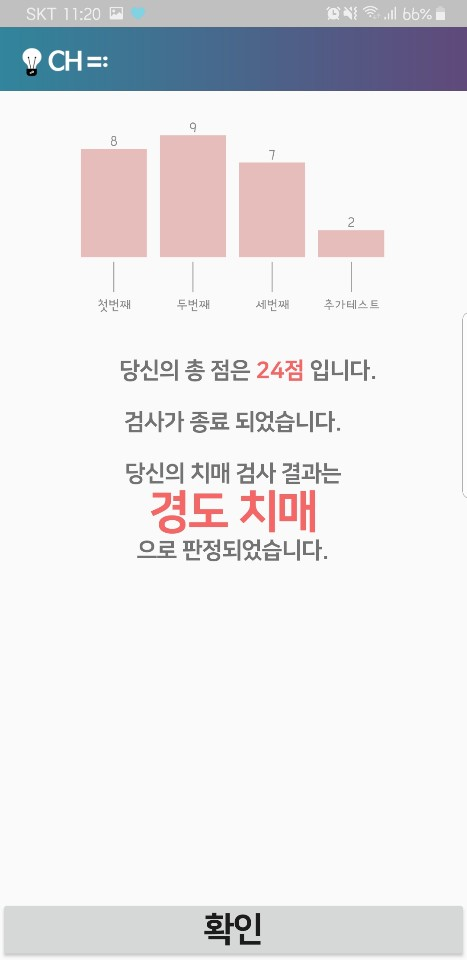 SKT 11:20 66%
CH =:
8
9
7
2
첫번째 두번째 세번째 추가테스트
당신의 총 점은 24점 입니다.
검사가 종료 되었습니다.
당신의 치매 검사 결과는
경도 치매
으로 판정되었습니다.
확인